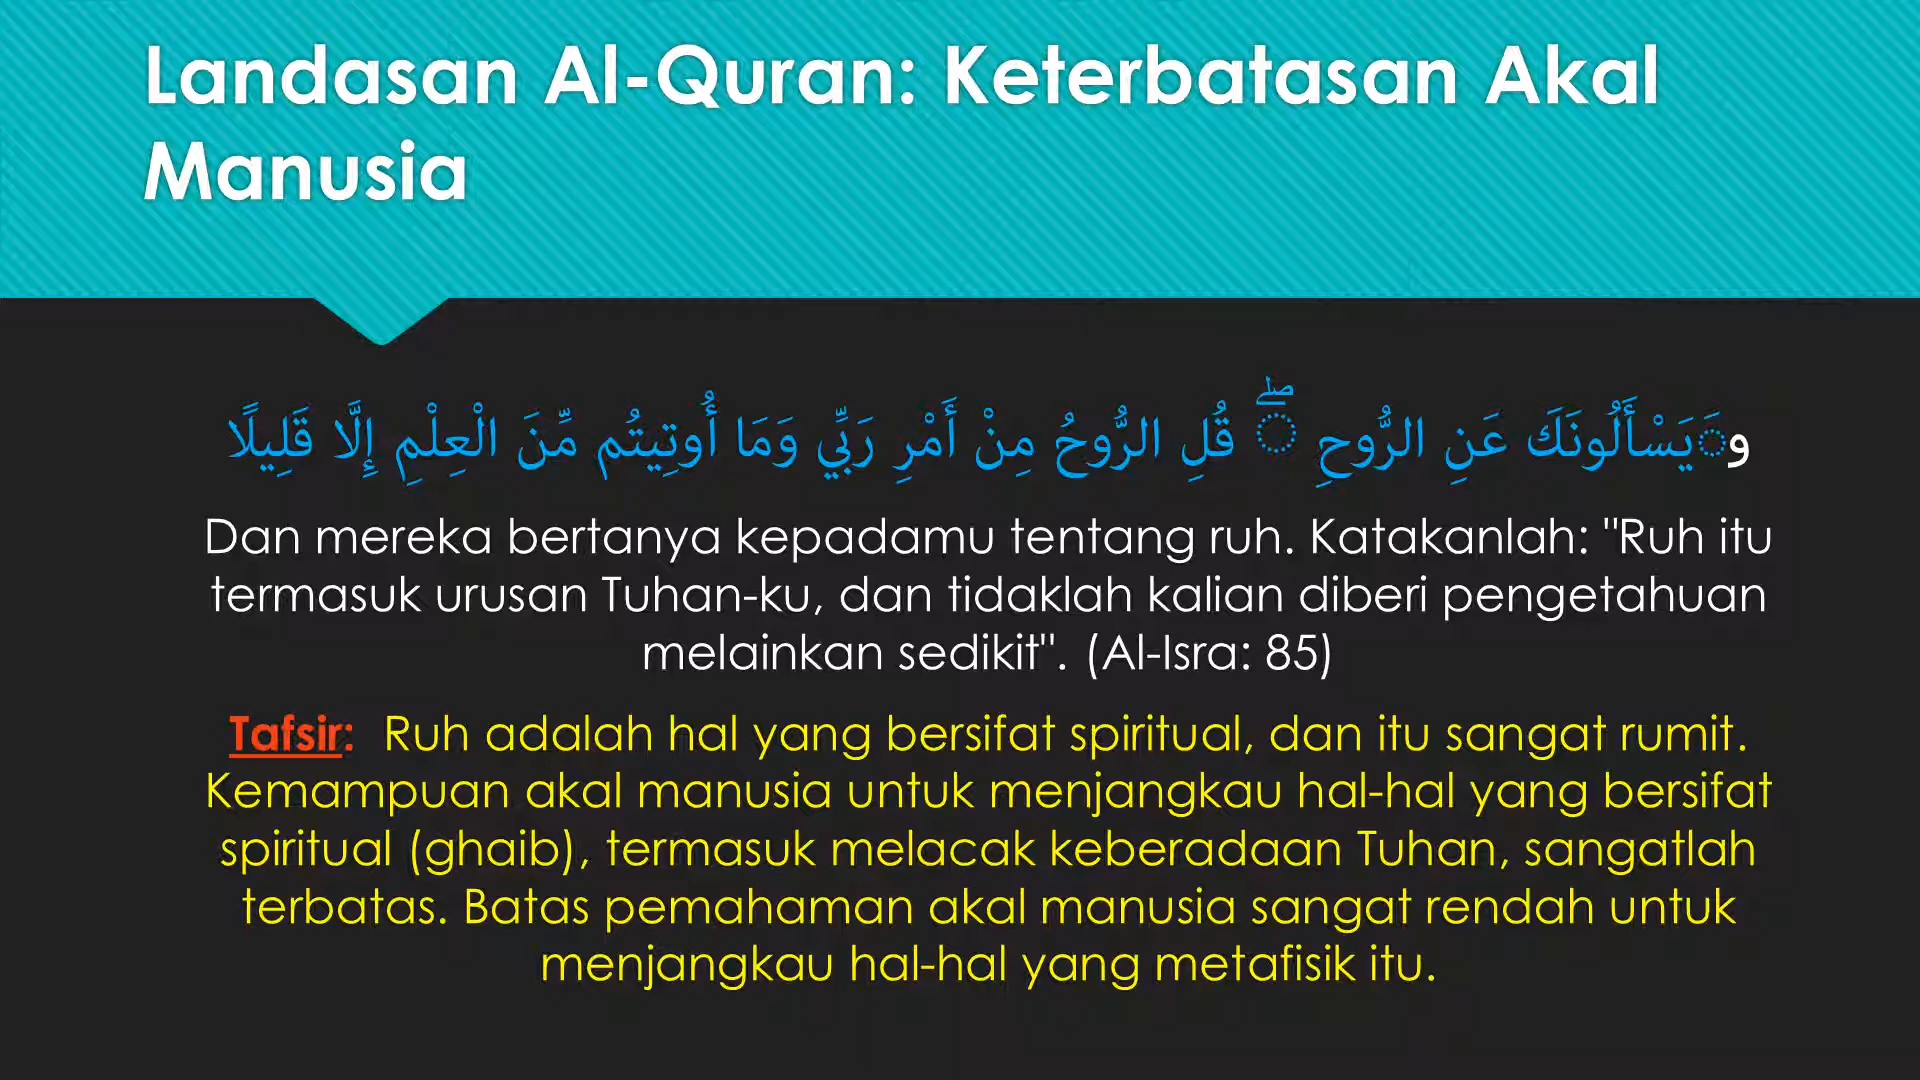 Landasan Al-Quran: Keterbatasan Akal
Manusia
وَيَسْأَلُونَكَ عَنِ الرُّوحِ ۖ قُلِ الرُّوحُ مِنْ أَمْرِ رَبِّي وَمَا أُوتِيتُم مِّنَ الْعِلْمِ إِلَّا قَلِيلًا
Dan mereka bertanya kepadamu tentang ruh. Katakanlah: "Ruh itu
termasuk urusan Tuhan-ku, dan tidaklah kalian diberi pengetahuan
melainkan sedikit". (Al-Isra: 85)
Tafsir: Ruh adalah hal yang bersifat spiritual, dan itu sangat rumit.
Kemampuan akal manusia untuk menjangkau hal-hal yang bersifat
spiritual (ghaib), termasuk melacak keberadaan Tuhan, sangatlah
terbatas. Batas pemahaman akal manusia sangat rendah untuk
menjangkau hal-hal yang metafisik itu.